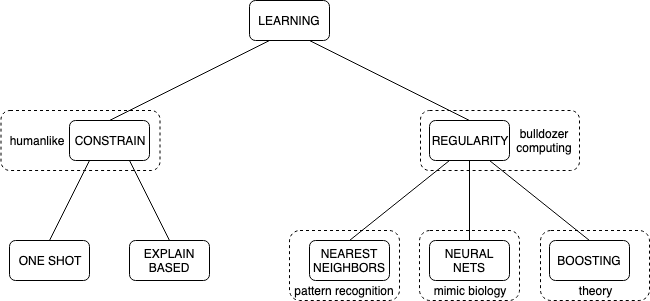 LEARNING
humanlike
CONSTRAIN
REGULARITY
bulldozer
computing
ONE SHOT
EXPLAIN
BASED
NEAREST
NEIGHBORS
pattern recognition
NEURAL
NETS
mimic biology
BOOSTING
theory